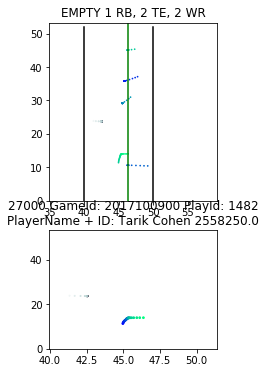 EMPTY 1 RB, 2 TE, 2 WR
50
40
30
20
10
0
35 40 45 50 55
27000 GameId: 2017100900 PlayId: 1482
PlayerName + ID: Tarik Cohen 2558250.0
40
20
0
40.0 42.5 45.0 47.5 50.0